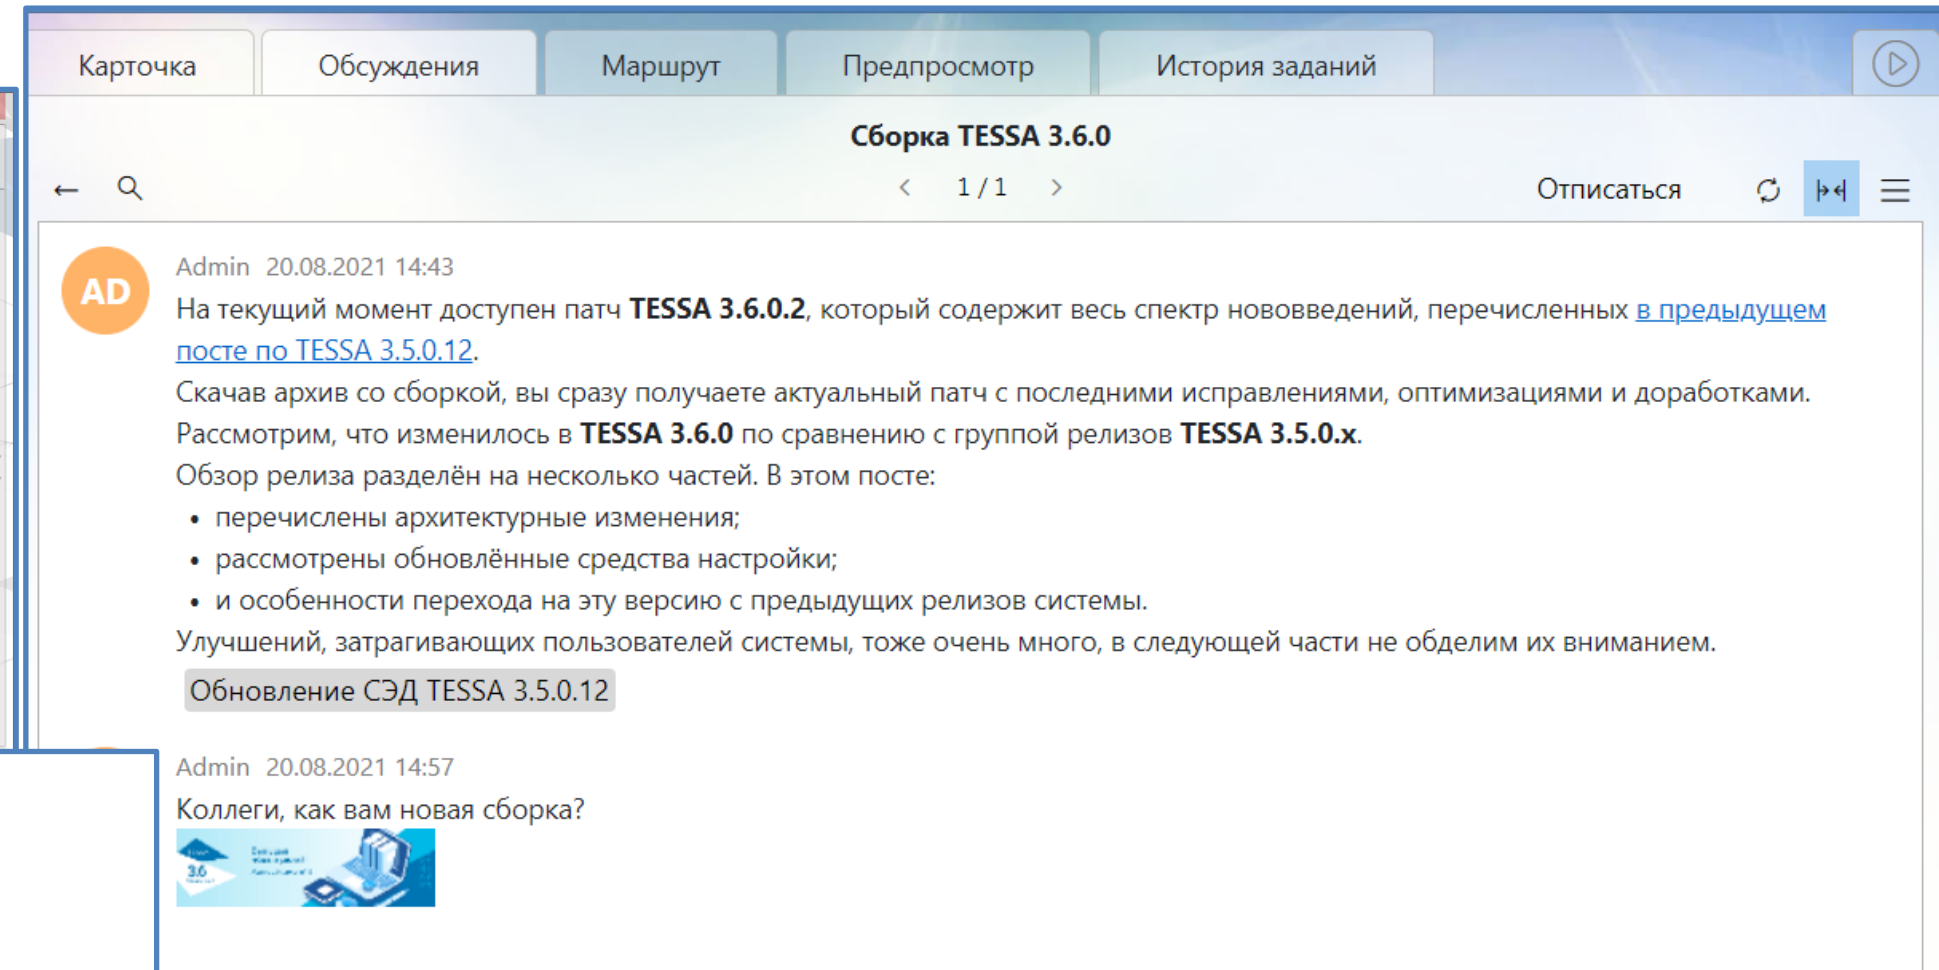 Карточка Обсуждения Маршрут Предпросмотр История заданий
Сборка TESSA 3.6.0
1 / 1 Отписаться
AD
Admin 20.08.2021 14:43
На текущий момент доступен патч TESSA 3.6.0.2, который содержит весь спектр нововведений, перечисленных в предыдущем
посте по TESSA 3.5.0.12.
Скачав архив со сборкой, вы сразу получаете актуальный патч с последними исправлениями, оптимизациями и доработками.
Рассмотрим, что изменилось в TESSA 3.6.0 по сравнению с группой релизов TESSA 3.5.0.x.
Обзор релиза разделён на несколько частей. В этом посте:
• перечислены архитектурные изменения;
• рассмотрены обновлённые средства настройки;
• и особенности перехода на эту версию с предыдущих релизов системы.
Улучшений, затрагивающих пользователей системы, тоже очень много, в следующей части не обделим их вниманием.
Обновление СЭД TESSA 3.5.0.12
Admin 20.08.2021 14:57
Коллеги, как вам новая сборка?
3.6